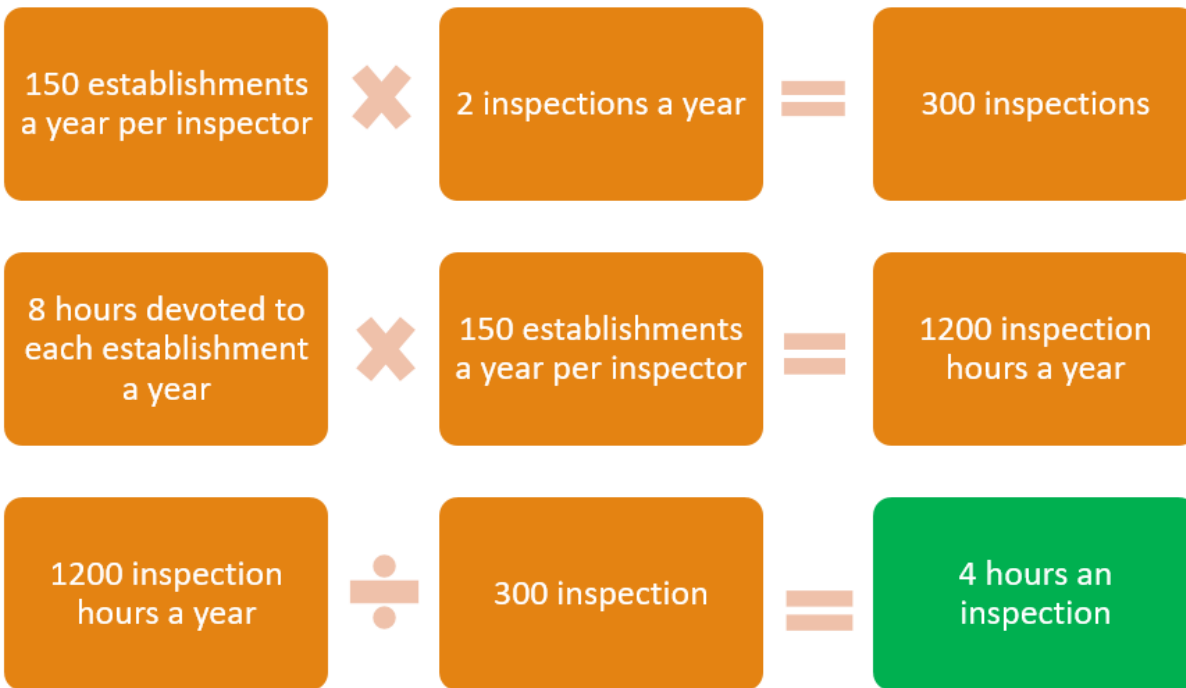 150 establishments
a year per inspector
2 inspections a year
300 inspections
8 hours devoted to
each establishment
a year
150 establishments
a year per inspector
1200 inspection
hours a year
1200 inspection
hours a year
300 inspection
4 hours an
inspection